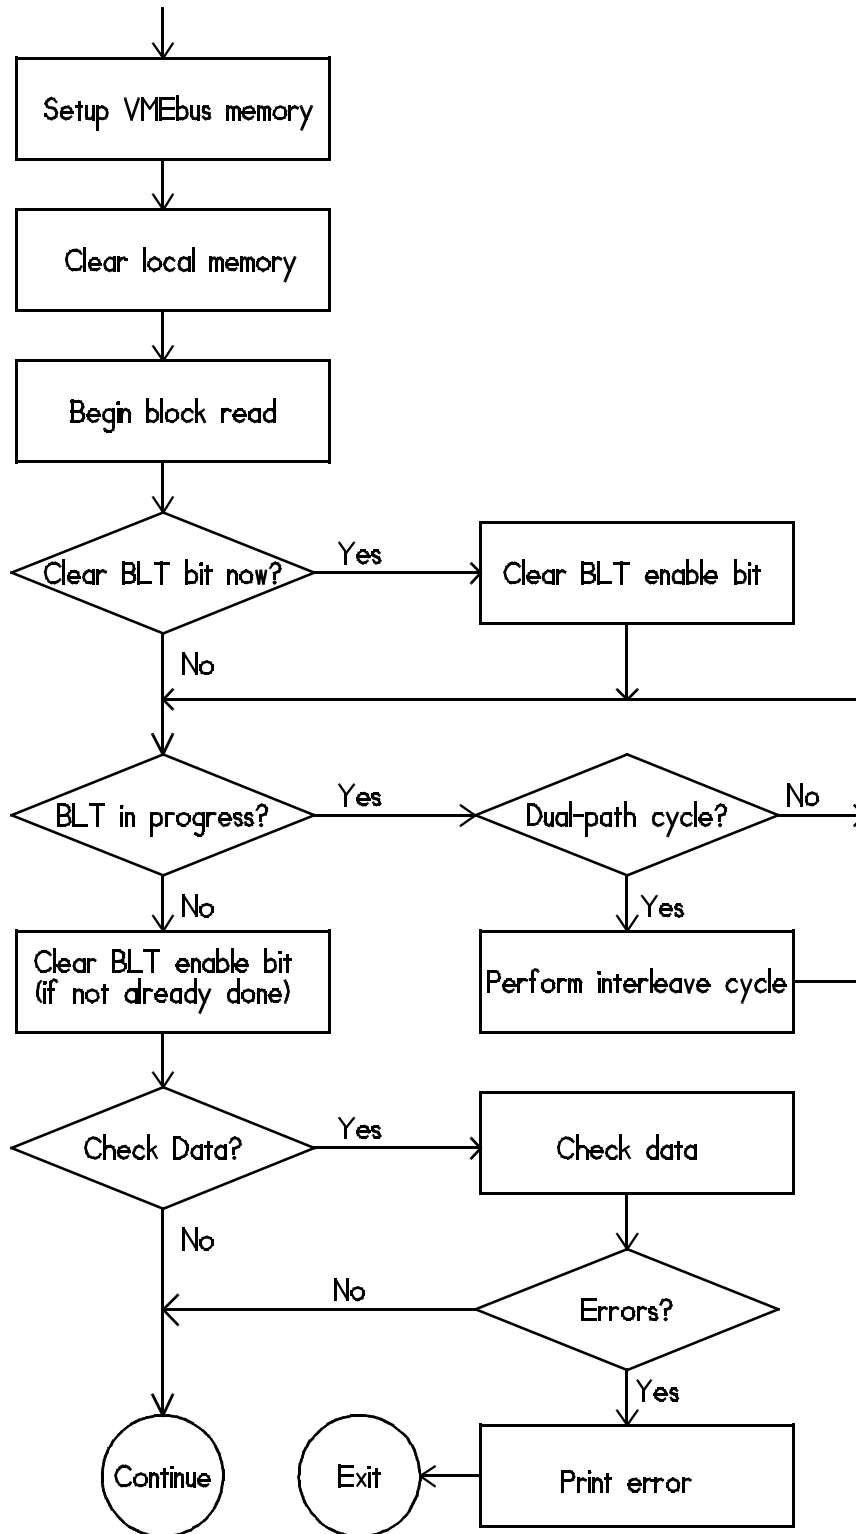 Setup VMEbus memory
Clear local memory
Begin block read
Clear BLT bit now?
Yes
Clear BLT enable bit
No
BLT in progress?
Yes
Dual-path cycle?
No
No
Yes
Clear BLT enable bit
(if not already done)
Perform interleave cycle
Check Data?
Yes
Check data
No
No
Errors?
Yes
Continue
Exit
Print error